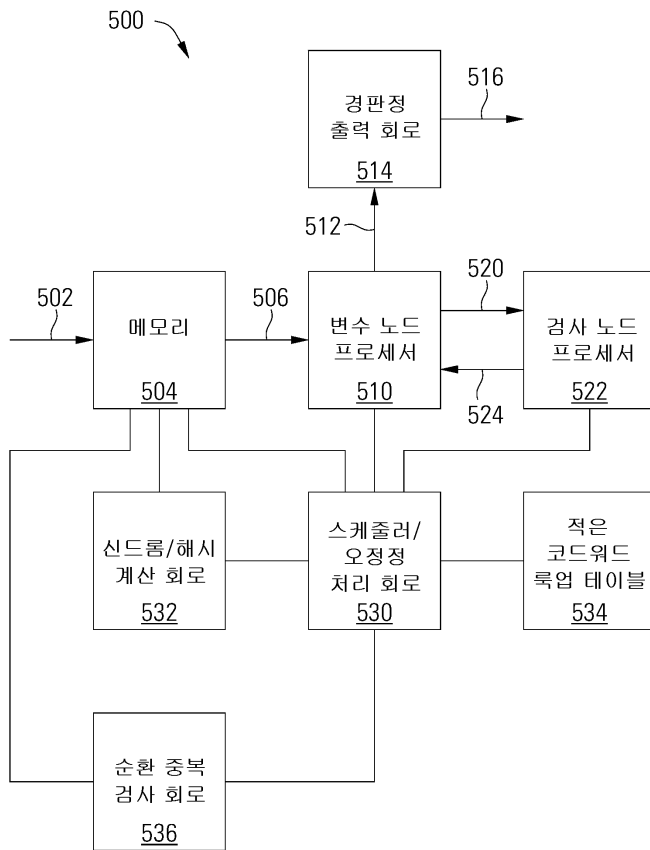 500
경판정
출력 회로
514
516
512
502
메모리
504
506
변수 노드
프로세서
510
520
524
검사 노드
프로세서
522
신드롬/해시
계산 회로
532
스케줄러/
오정정
처리 회로
530
적은
코드워드
룩업 테이블
534
순환 중복
검사 회로
536